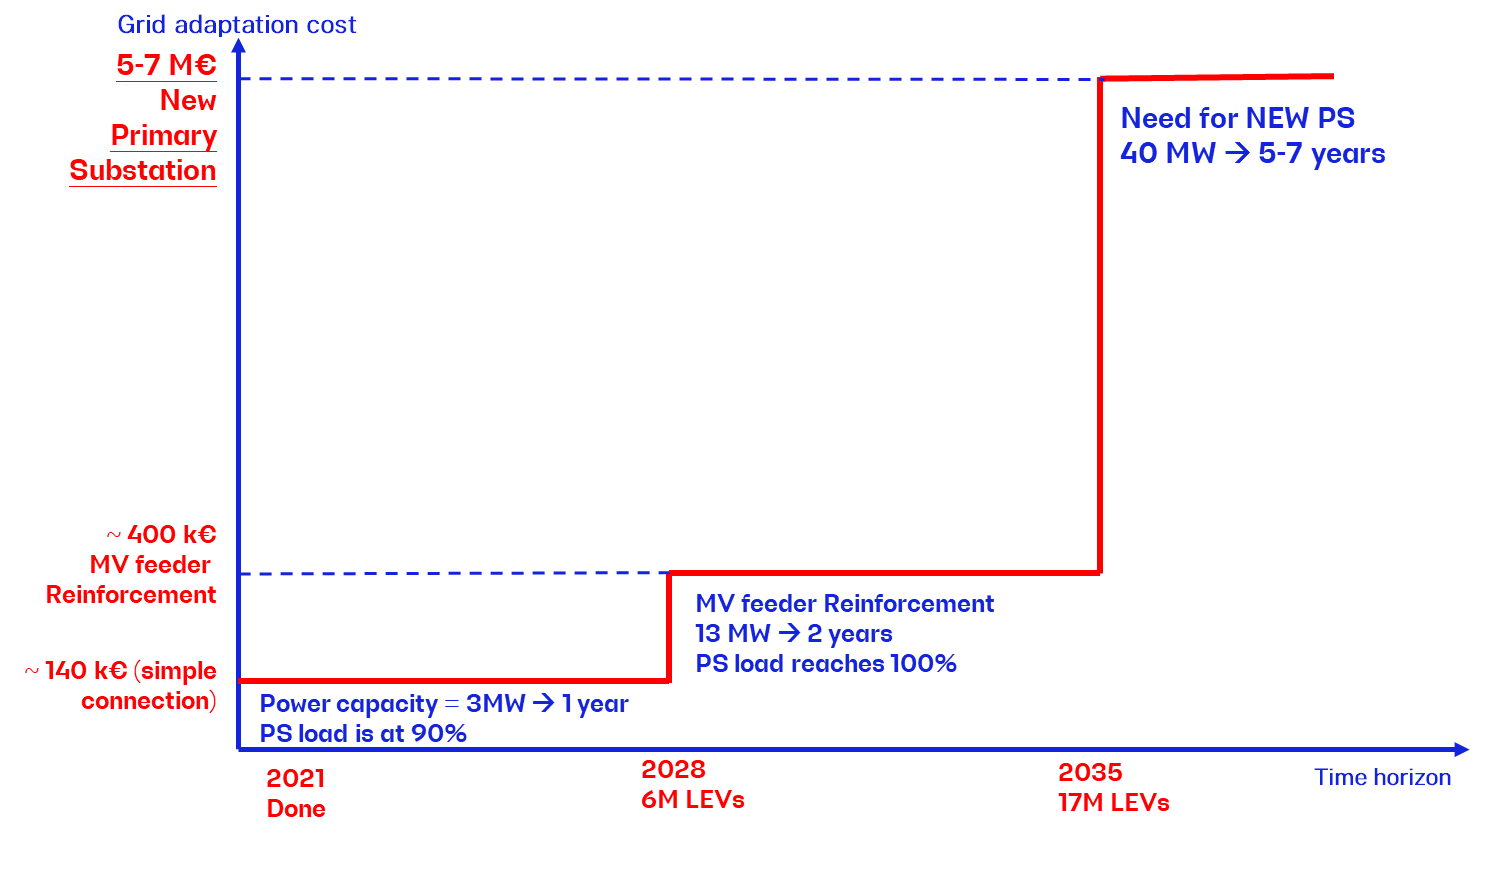 Grid adaptation cost
5-7 M€
New
Primary
Substation
Need for NEW PS
40 MW → 5-7 years
~ 400 k€
MV feeder
Reinforcement
MV feeder Reinforcement
13 MW → 2 years
PS load reaches 100%
~ 140 k€ (simple
connection)
Power capacity = 3MW → 1 year
PS load is at 90%
2021
Done
2028
6M LEVs
2035
17M LEVs
Time horizon